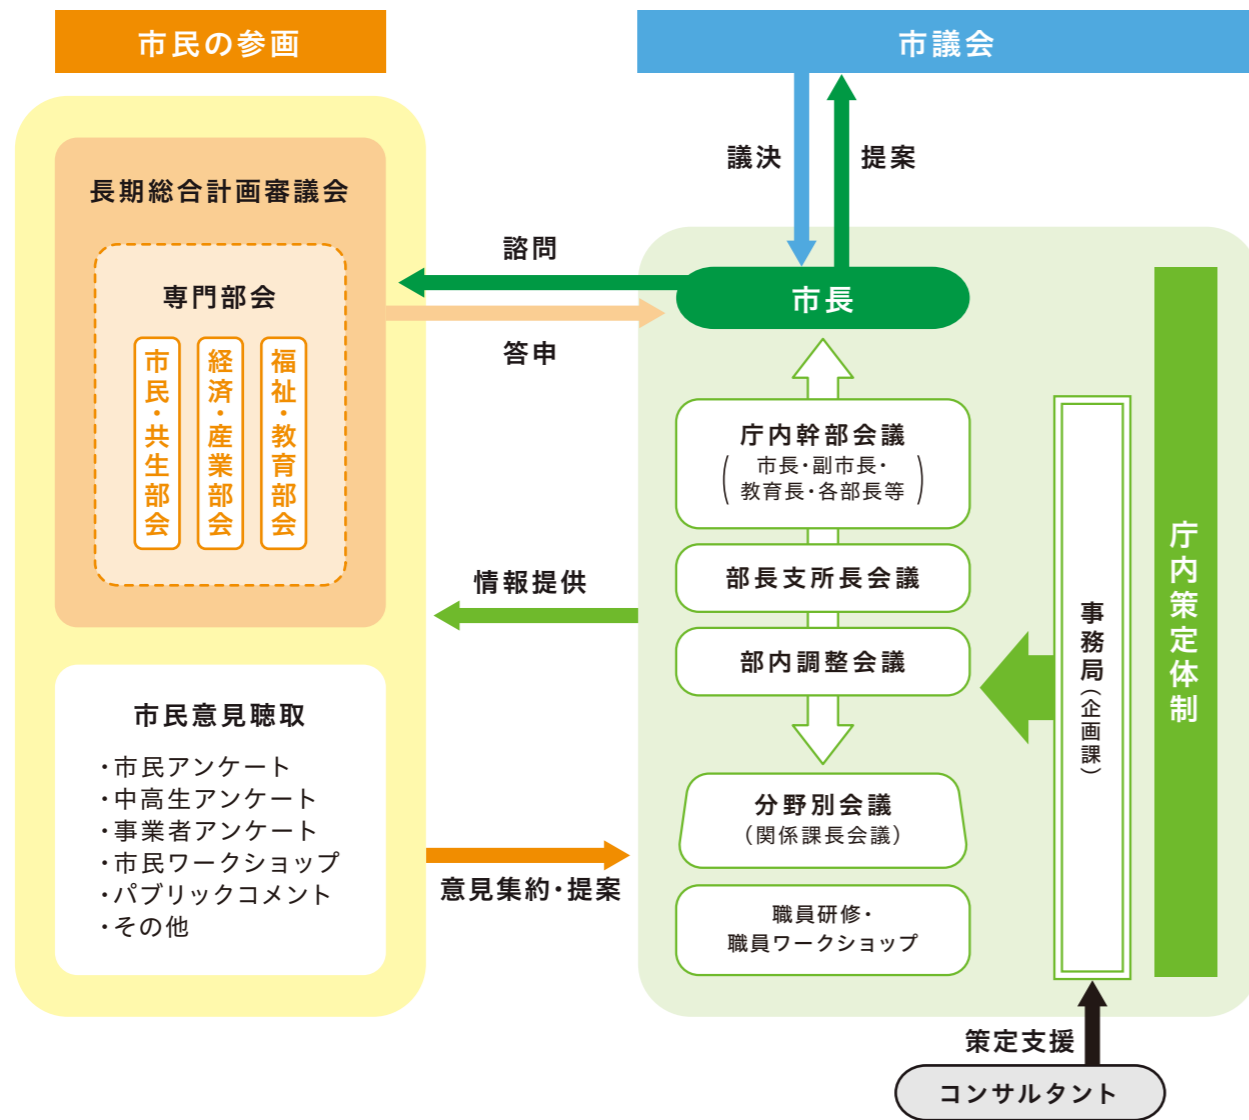 市民の参画
長期総合計画審議会
専門部会
市民・共生部会
経済・産業部会
福祉・教育部会
市民意見聴取
・市民アンケート
・中高生アンケート
・事業者アンケート
・市民ワークショップ
・パブリックコメント
・その他
諮問
答申
情報提供
意見集約・提案
市議会
議決
提案
市長
庁内幹部会議
(市長・副市長・
教育長・各部長等)
部長支所長会議
部内調整会議
分野別会議
(関係課長会議)
職員研修・
職員ワークショップ
事務局(企画課)
庁内策定体制
策定支援
コンサルタント